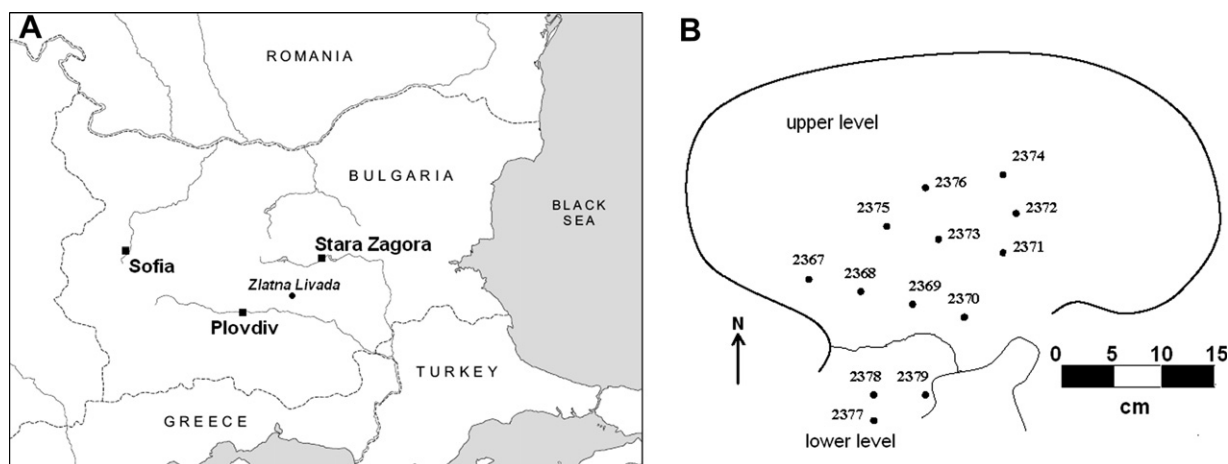 A
ROMANIA
BULGARIA
BLACK
SEA
Stara Zagora
Sofia
Zlatna Livada
Plovdiv
TURKEY
GREECE
B
upper level
2374
2376
2372
2375
2373
2371
2367
2368
2369
2370
N
0 5 10 15
cm
2378 2379
2377
lower level